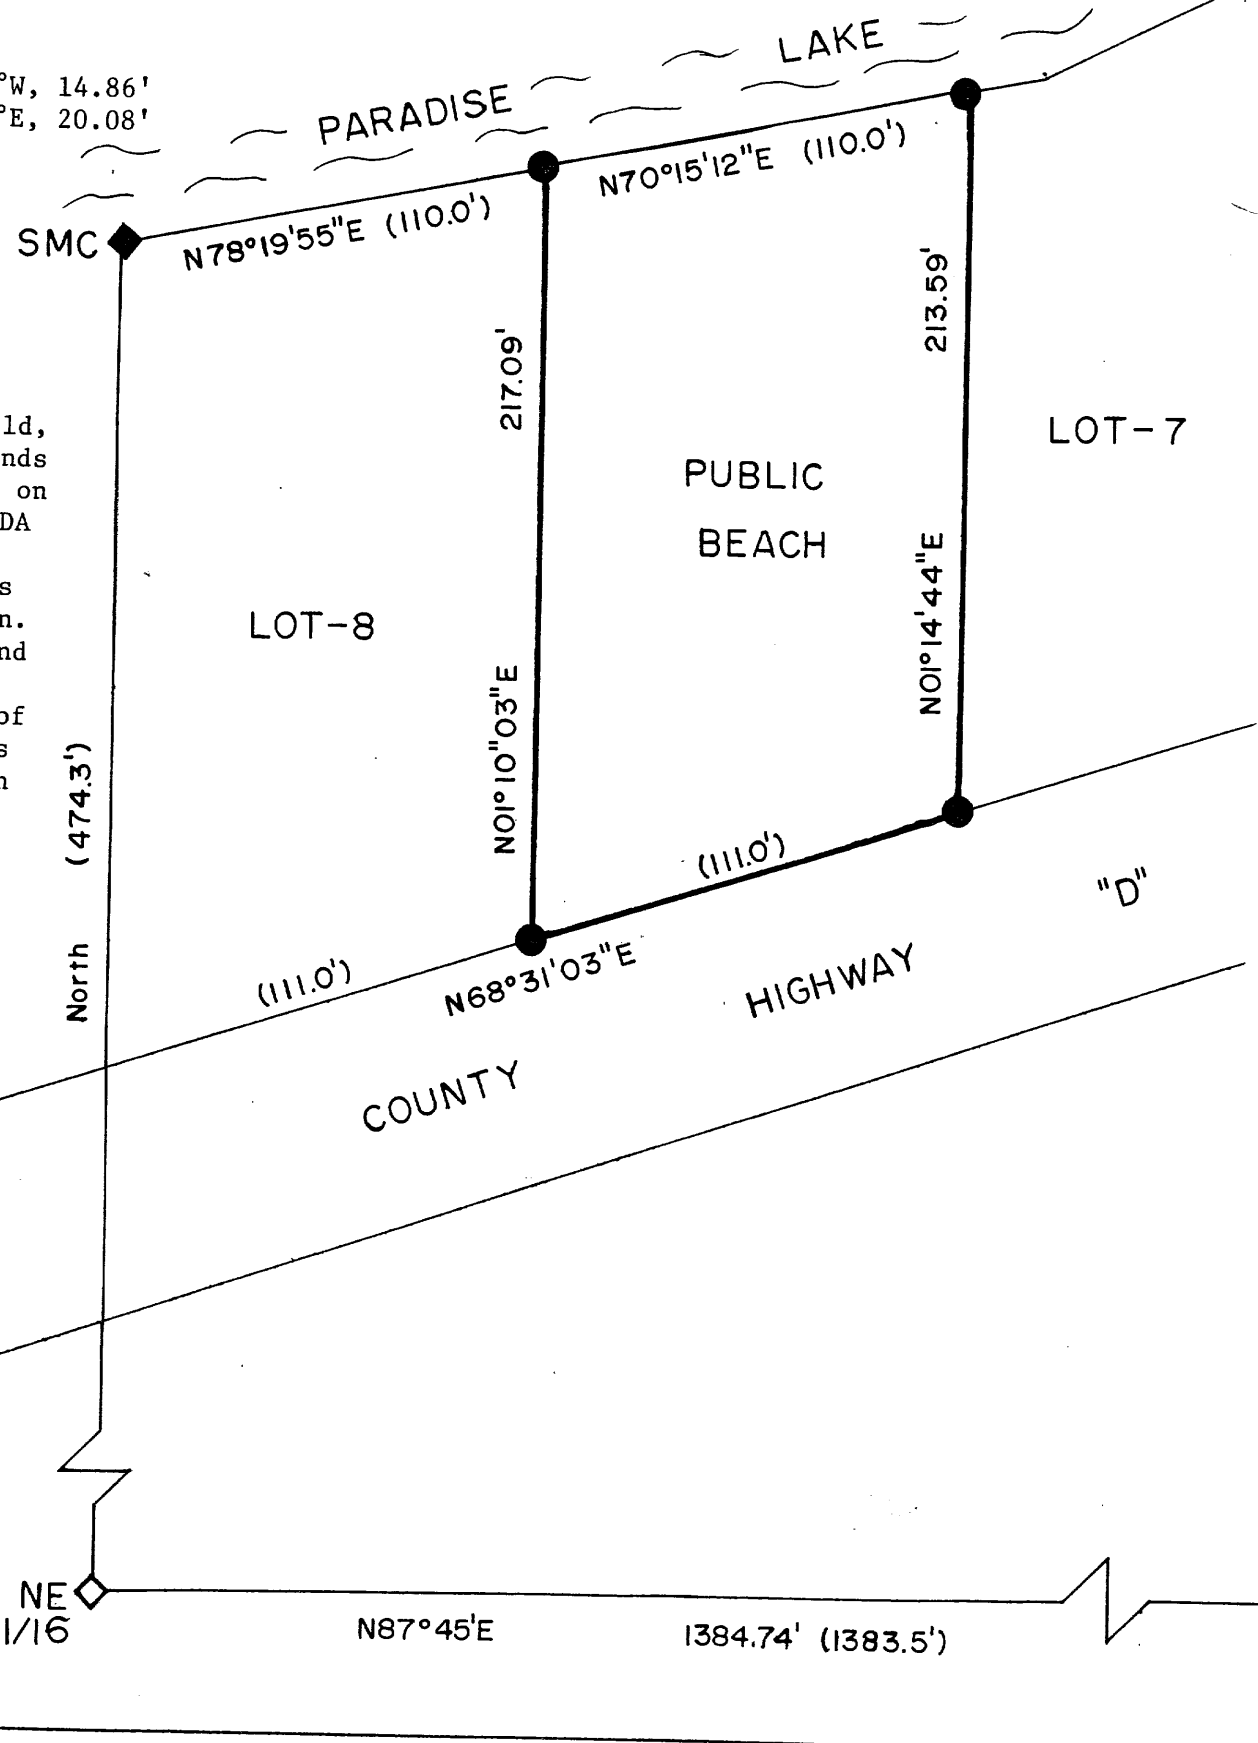 °W, 14.86'
°E, 20.08'
PARADISE LAKE
SMC
N78°19'55"E (110.0')
N70°15'12"E (110.0')
217.09'
213.59'
ld,
nds
on
DA
s
n.
nd
of
s
n
LOT-7
PUBLIC
BEACH
LOT-8
N01°10"03"E
N01°14'44"E
North (474.3')
(111.0')
(111.0')
N68°31'03"E
COUNTY HIGHWAY "D"
NE
1/16
N87°45'E 1384.74' (1383.5')